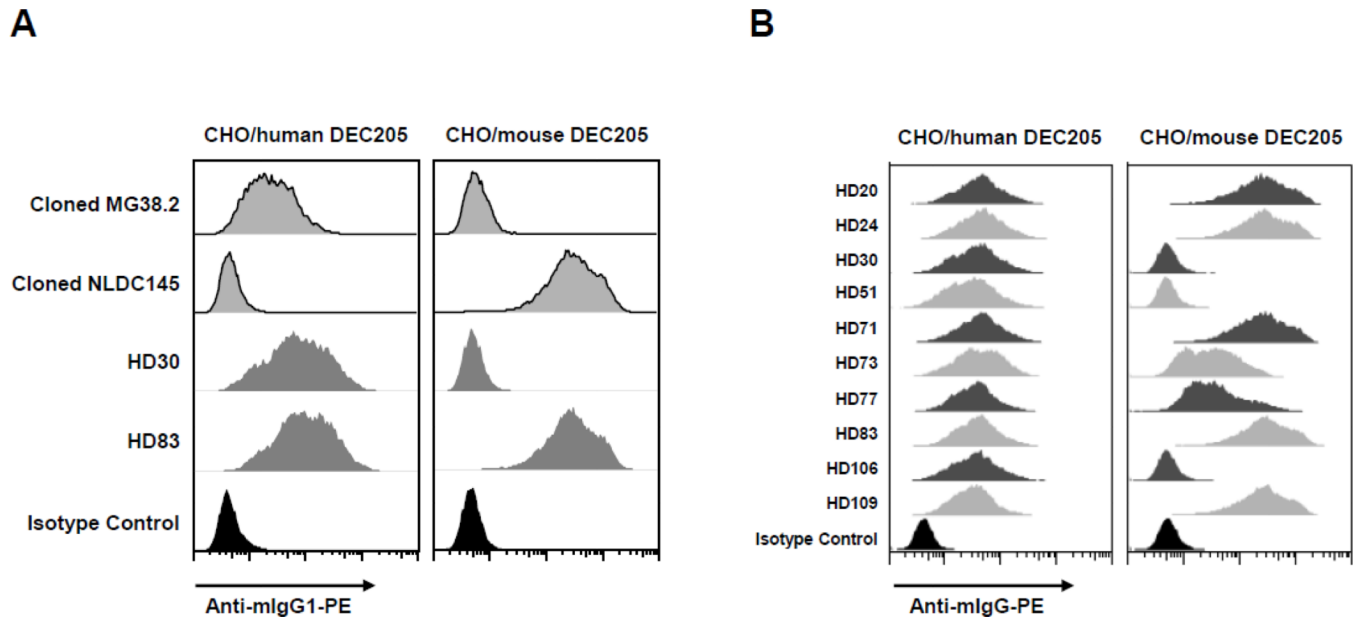 A
B
CHO/human DEC205
CHO/mouse DEC205
Cloned MG38.2
Cloned NLDC145
HD30
HD83
Isotype Control
Anti-mIgG1-PE
CHO/human DEC205
CHO/mouse DEC205
HD20
HD24
HD30
HD51
HD71
HD73
HD77
HD83
HD106
HD109
Isotype Control
Anti-mIgG-PE